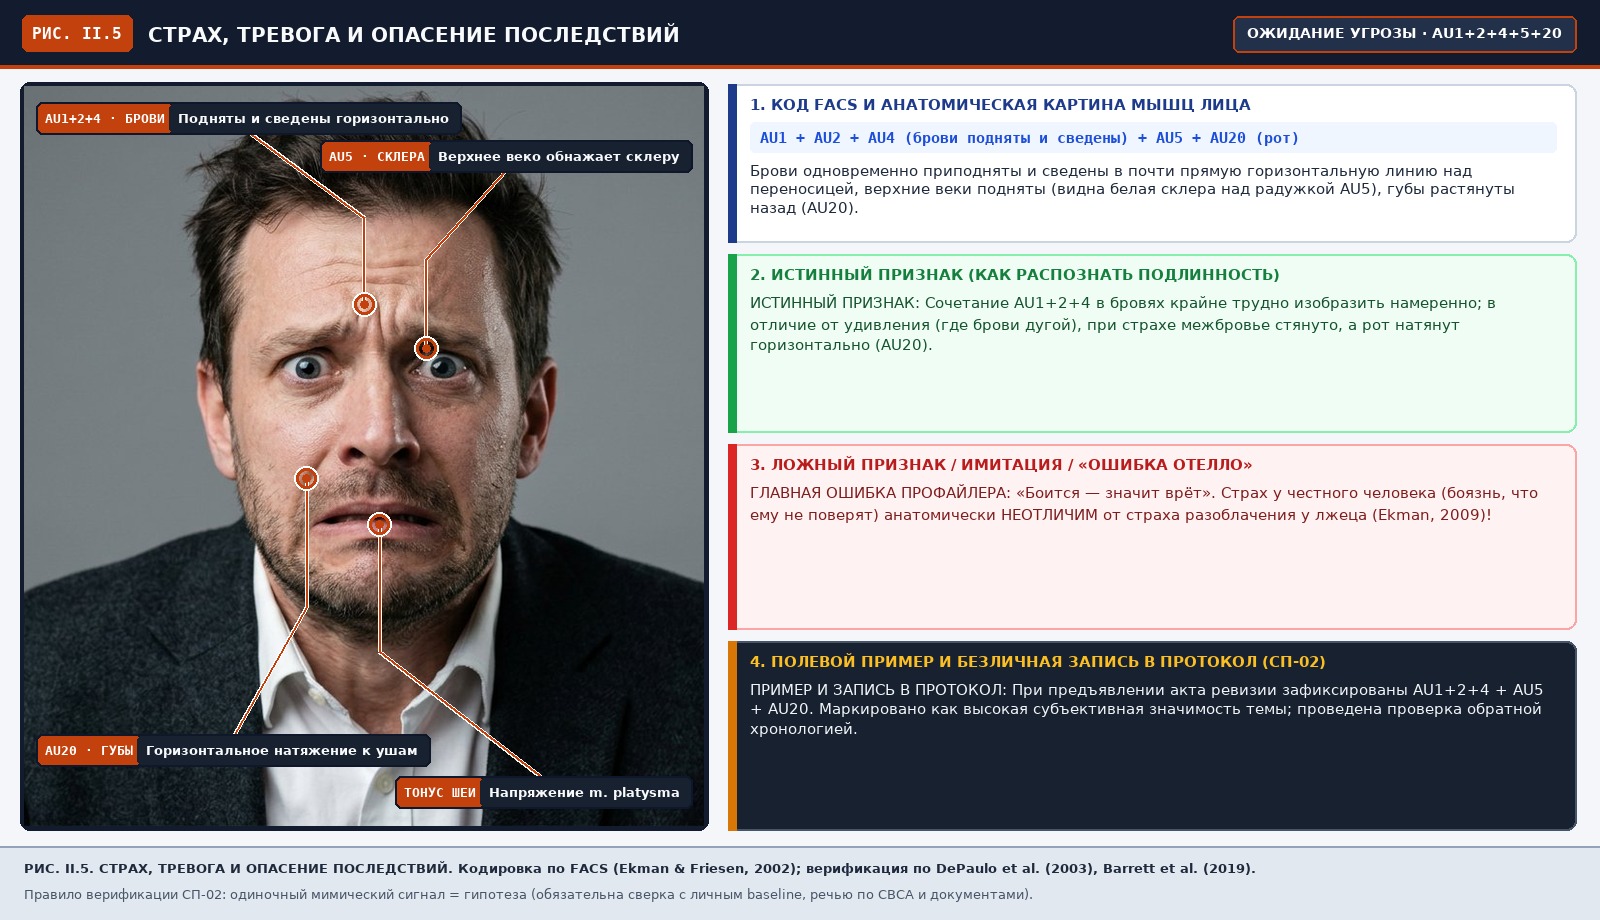 РИС. II.5
СТРАХ, ТРЕВОГА И ОПАСЕНИЕ ПОСЛЕДСТВИЙ
ОЖИДАНИЕ УГРОЗЫ · AU1+2+4+5+20
AU1+2+4 · БРОВИ Подняты и сведены горизонтально
AU5 · СКЛЕРА Верхнее веко обнажает склеру
AU20 · ГУБЫ Горизонтальное натяжение к ушам
ТОНУС ШЕИ Напряжение m. platysma
1. КОД FACS И АНАТОМИЧЕСКАЯ КАРТИНА МЫШЦ ЛИЦА
AU1 + AU2 + AU4 (брови подняты и сведены) + AU5 + AU20 (рот)
Брови одновременно приподняты и сведены в почти прямую горизонтальную линию над
переносицей, верхние веки подняты (видна белая склера над радужкой AU5), губы растянуты
назад (AU20).
2. ИСТИННЫЙ ПРИЗНАК (КАК РАСПОЗНАТЬ ПОДЛИННОСТЬ)
ИСТИННЫЙ ПРИЗНАК: Сочетание AU1+2+4 в бровях крайне трудно изобразить намеренно; в
отличие от удивления (где брови дугой), при страхе межбровье стянуто, а рот натянут
горизонтально (AU20).
3. ЛОЖНЫЙ ПРИЗНАК / ИМИТАЦИЯ / «ОШИБКА ОТЕЛЛО»
ГЛАВНАЯ ОШИБКА ПРОФАЙЛЕРА: «Боится — значит врёт». Страх у честного человека (боязнь, что
ему не поверят) анатомически НЕОТЛИЧИМ от страха разоблачения у лжеца (Ekman, 2009)!
4. ПОЛЕВОЙ ПРИМЕР И БЕЗЛИЧНАЯ ЗАПИСЬ В ПРОТОКОЛ (СП-02)
ПРИМЕР И ЗАПИСЬ В ПРОТОКОЛ: При предъявлении акта ревизии зафиксированы AU1+2+4 + AU5
+ AU20. Маркировано как высокая субъективная значимость темы; проведена проверка обратной
хронологией.
РИС. II.5. СТРАХ, ТРЕВОГА И ОПАСЕНИЕ ПОСЛЕДСТВИЙ. Кодировка по FACS (Ekman & Friesen, 2002); верификация по DePaulo et al. (2003), Barrett et al. (2019).
Правило верификации СП-02: одиночный мимический сигнал = гипотеза (обязательна сверка с личным baseline, речью по CBCA и документами).